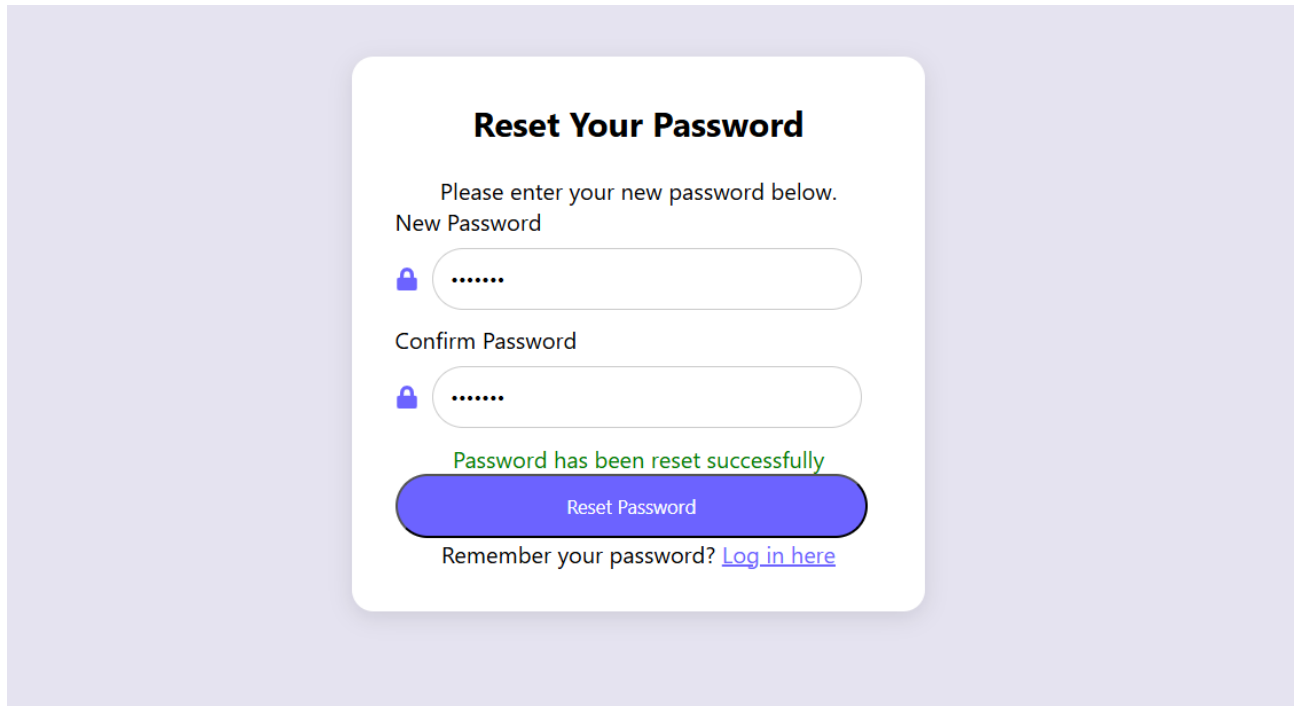 Reset Your Password
Please enter your new password below.
New Password
•••••••
Confirm Password
•••••••
Password has been reset successfully
Reset Password
Remember your password? Log in here